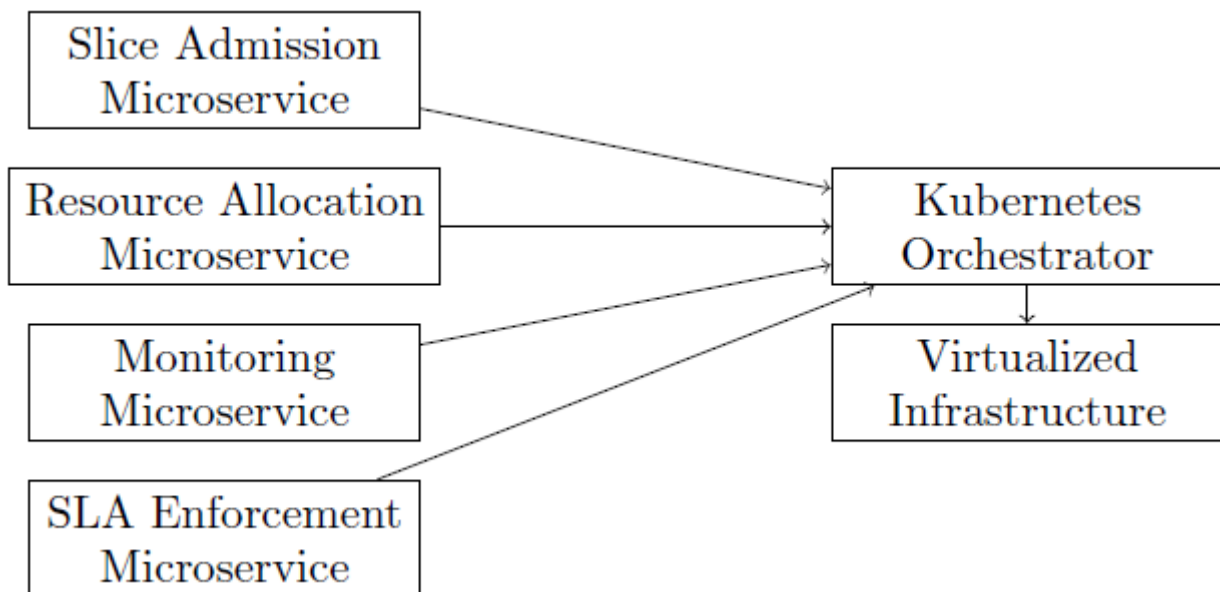 Slice Admission
Microservice
Resource Allocation
Microservice
Monitoring
Microservice
SLA Enforcement
Microservice
Kubernetes
Orchestrator
Virtualized
Infrastructure